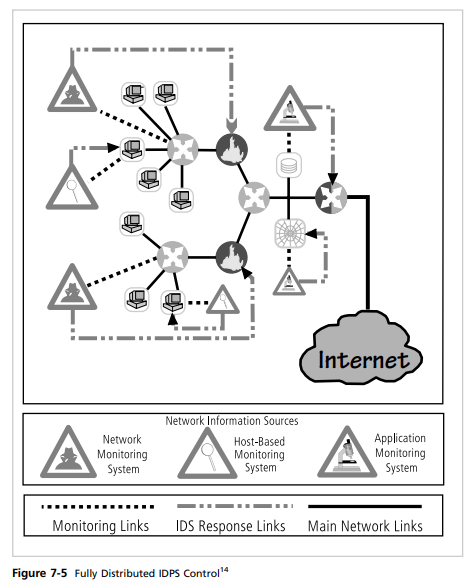 Internet
Network Information Sources
Network
Monitoring
System
Host-Based
Monitoring
System
Application
Monitoring
System
Monitoring Links
IDS Response Links
Main Network Links
Figure 7-5 Fully Distributed IDPS Control14